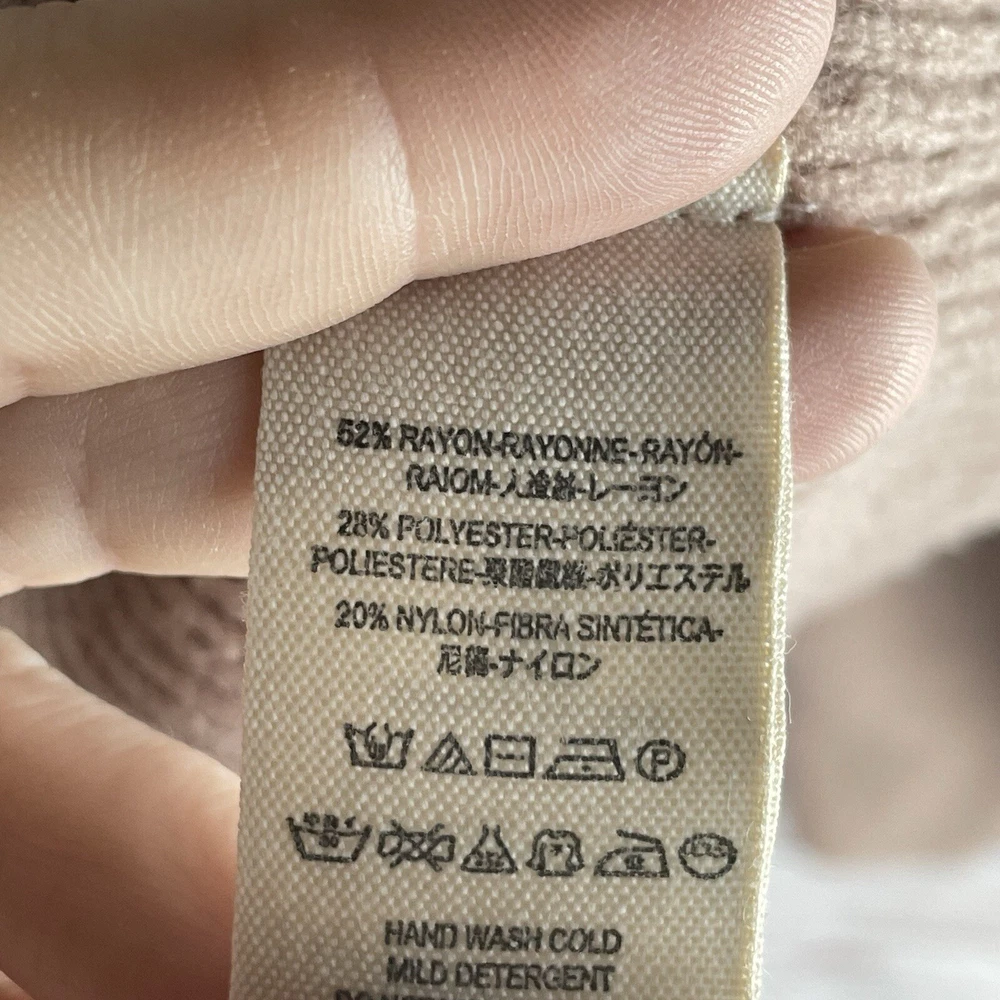 52% RAYON-RAYONNE-RAYÓN-
RAIOM-人造絲-レーヨン
28% POLYESTER-POLIÉSTER-
POLIESTERE-聚酯纖維-ポリエステル
20% NYLON-FIBRA SINTÉTICA-
尼龍-ナイロン
P
HAND WASH COLD
MILD DETERGENT